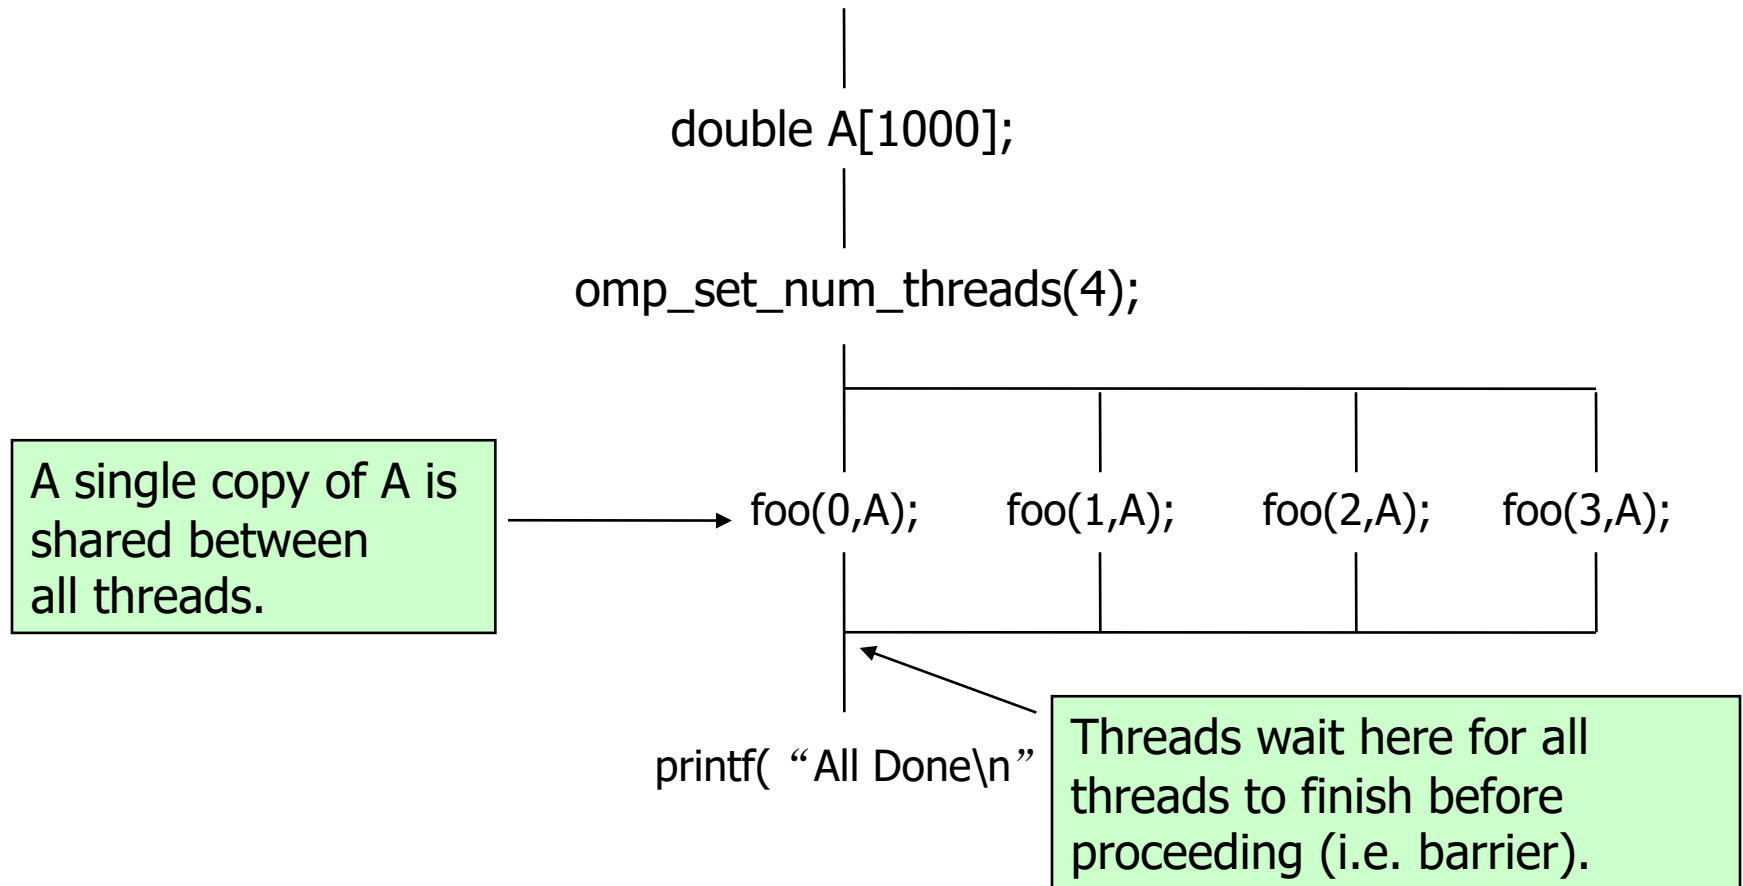 double A[1000];
omp_set_num_threads(4);
A single copy of A is
shared between
all threads.
foo(0,A);
foo(1,A);
foo(2,A);
foo(3,A);
printf( “All Done\n”
Threads wait here for all
threads to finish before
proceeding (i.e. barrier).